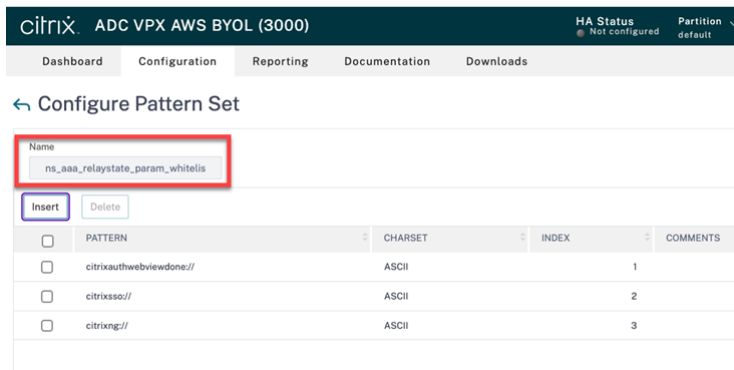 citrix. ADC VPX AWS BYOL (3000)
HA Status
Not configured
Partition
default
Dashboard Configuration Reporting Documentation Downloads
Configure Pattern Set
Name
ns_aaa_relaystate_param_whitelis
Insert Delete
PATTERN CHARSET INDEX COMMENTS
citrixauthwebviewdone:// ASCII 1
citrixsso:// ASCII 2
citrixng:// ASCII 3